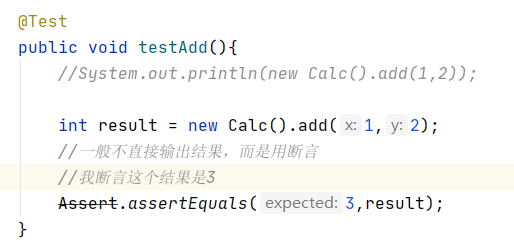 @Test
public void testAdd(){
//System.out.println(new Calc().add(1,2));
int result = new Calc().add( x: 1, y: 2);
//一般不直接输出结果，而是用断言
//我断言这个结果是3
Assert.assertEquals( expected: 3,result);
}